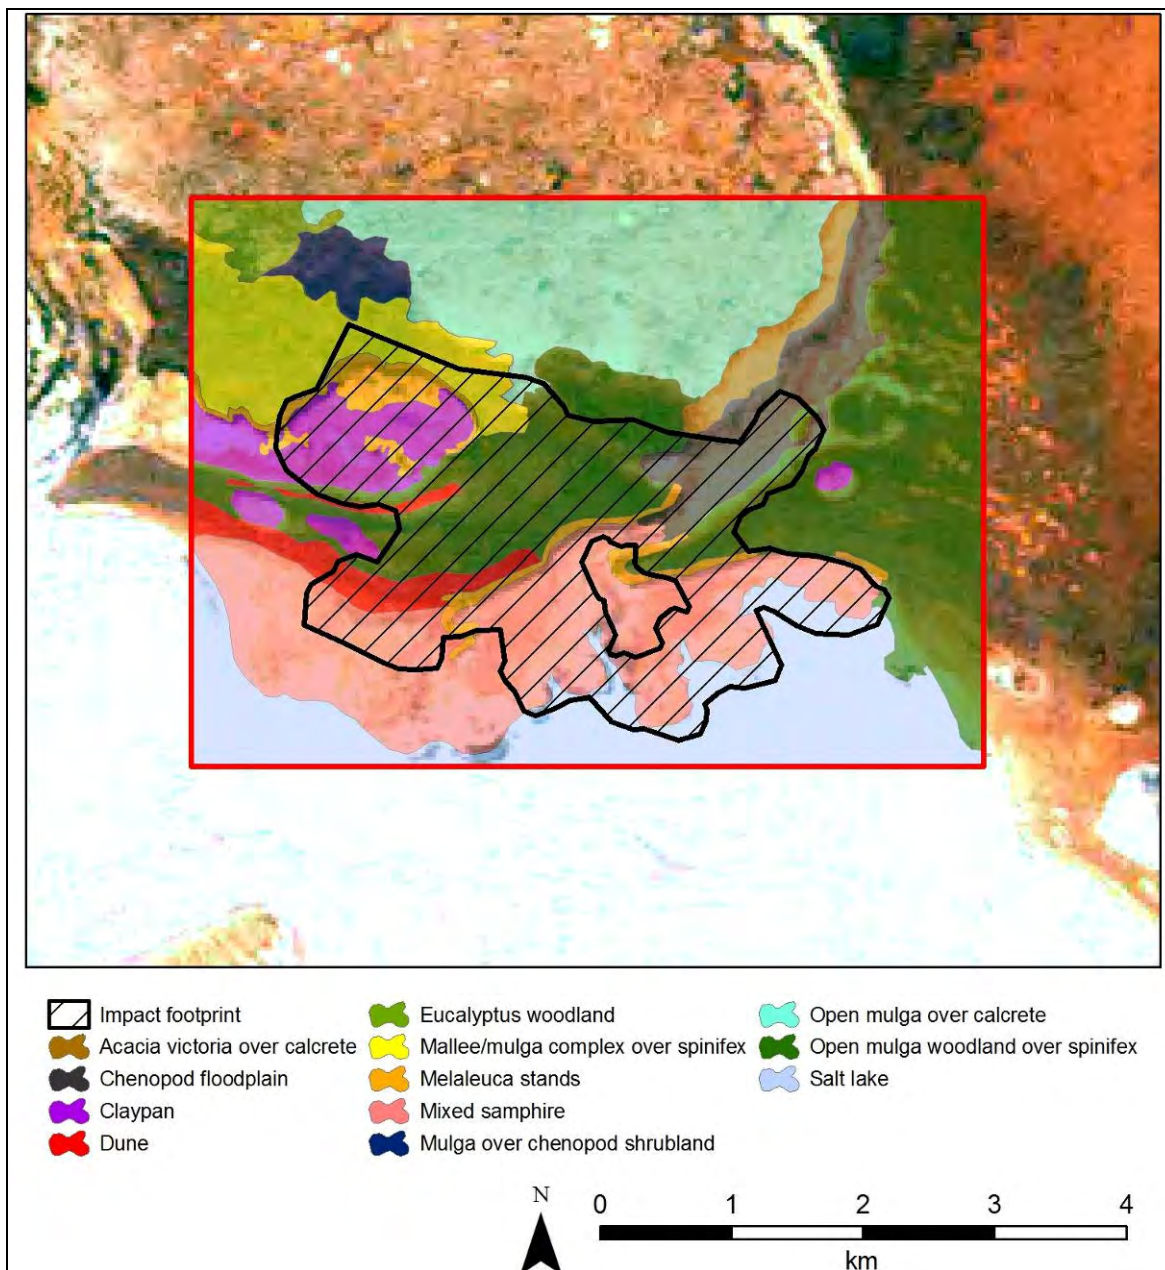 Impact footprint
Acacia victoria over calcrete
Chenopod floodplain
Claypan
Dune
Eucalyptus woodland
Mallee/mulga complex over spinifex
Melaleuca stands
Mixed samphire
Mulga over chenopod shrubland
Open mulga over calcrete
Open mulga woodland over spinifex
Salt lake
N
0 1 2 3 4
km